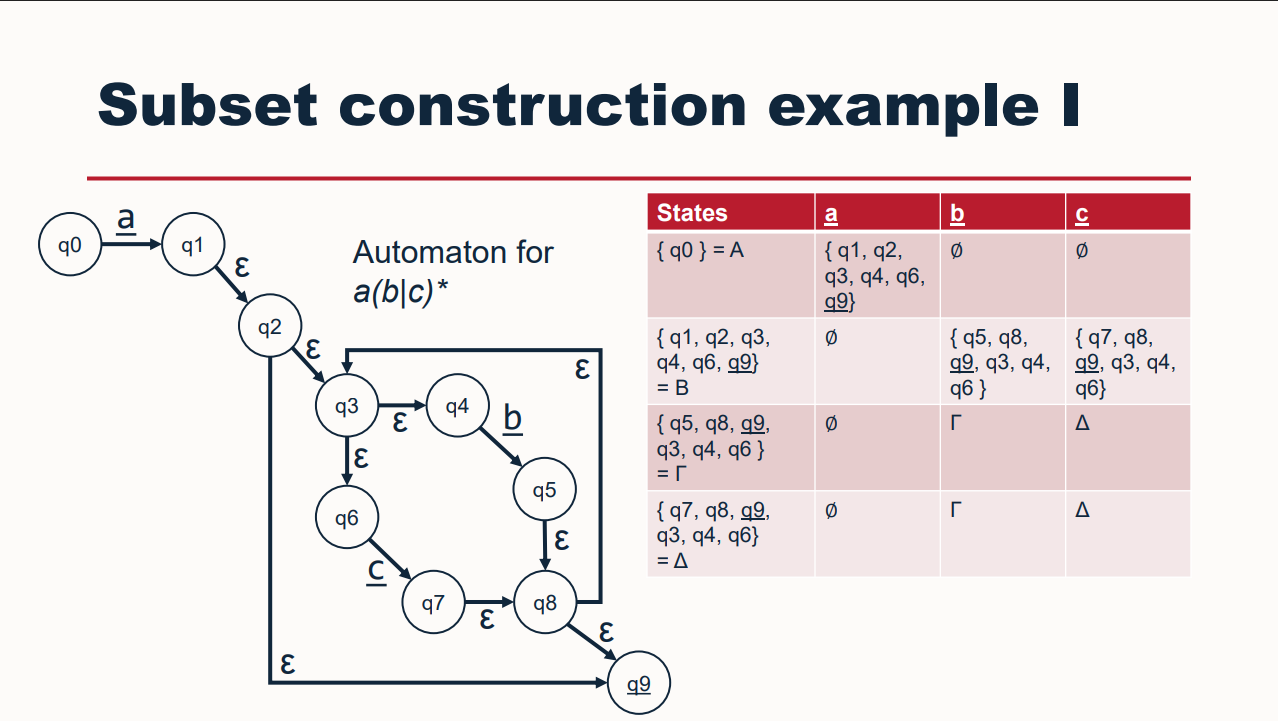 Subset construction example I
a
q0
q1
ε
q2
ε
Automaton for
a(b|c)*
ε
q3
ε
q4
b
ε
q5
q6
ε
c
q7
ε
q8
ε
ε
q9
States a b c
{ q0 } = A { q1, q2, ∅ ∅
q3, q4, q6,
q9}
{ q1, q2, q3, ∅ { q5, q8, { q7, q8,
q4, q6, q9} q9, q3, q4, q9, q3, q4,
= B q6 } q6}
{ q5, q8, q9, ∅ Γ Δ
q3, q4, q6 }
= Γ
{ q7, q8, q9, ∅ Γ Δ
q3, q4, q6}
= Δ